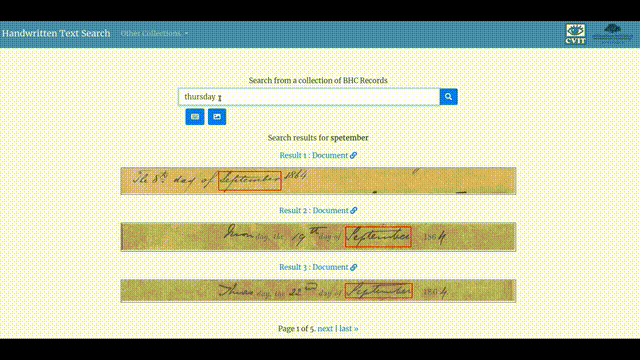 Handwritten Text Search Other Collections
CVIT
Search from a collection of BHC Records
thursday
Search results for spetember
Result 1 : Document
The 8th day of September 1864
Result 2 : Document
Monday, the 19th day of September 1864
Result 3 : Document
Thursday, the 22nd day of September 1864
Page 1 of 5. next | last »